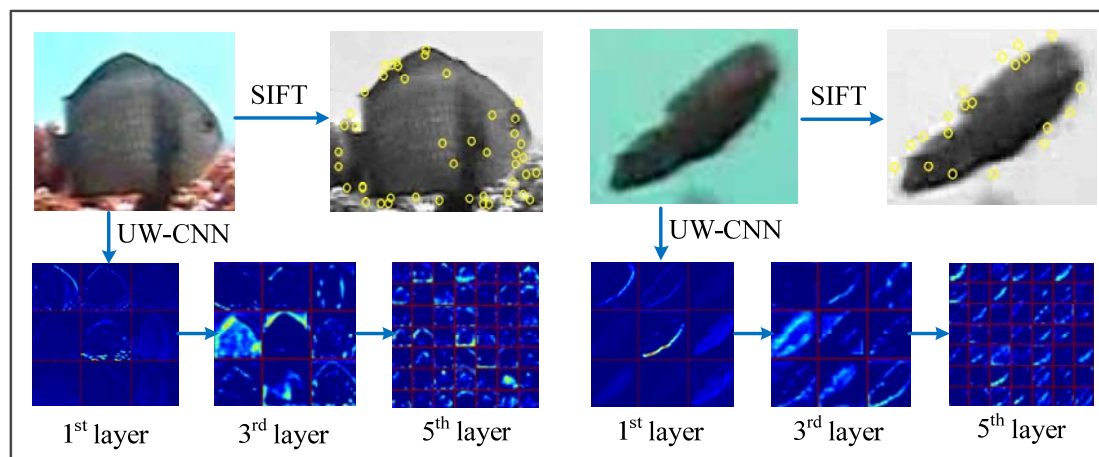 SIFT
SIFT
UW-CNN
UW-CNN
1st layer
3rd layer
5th layer
1st layer
3rd layer
5th layer